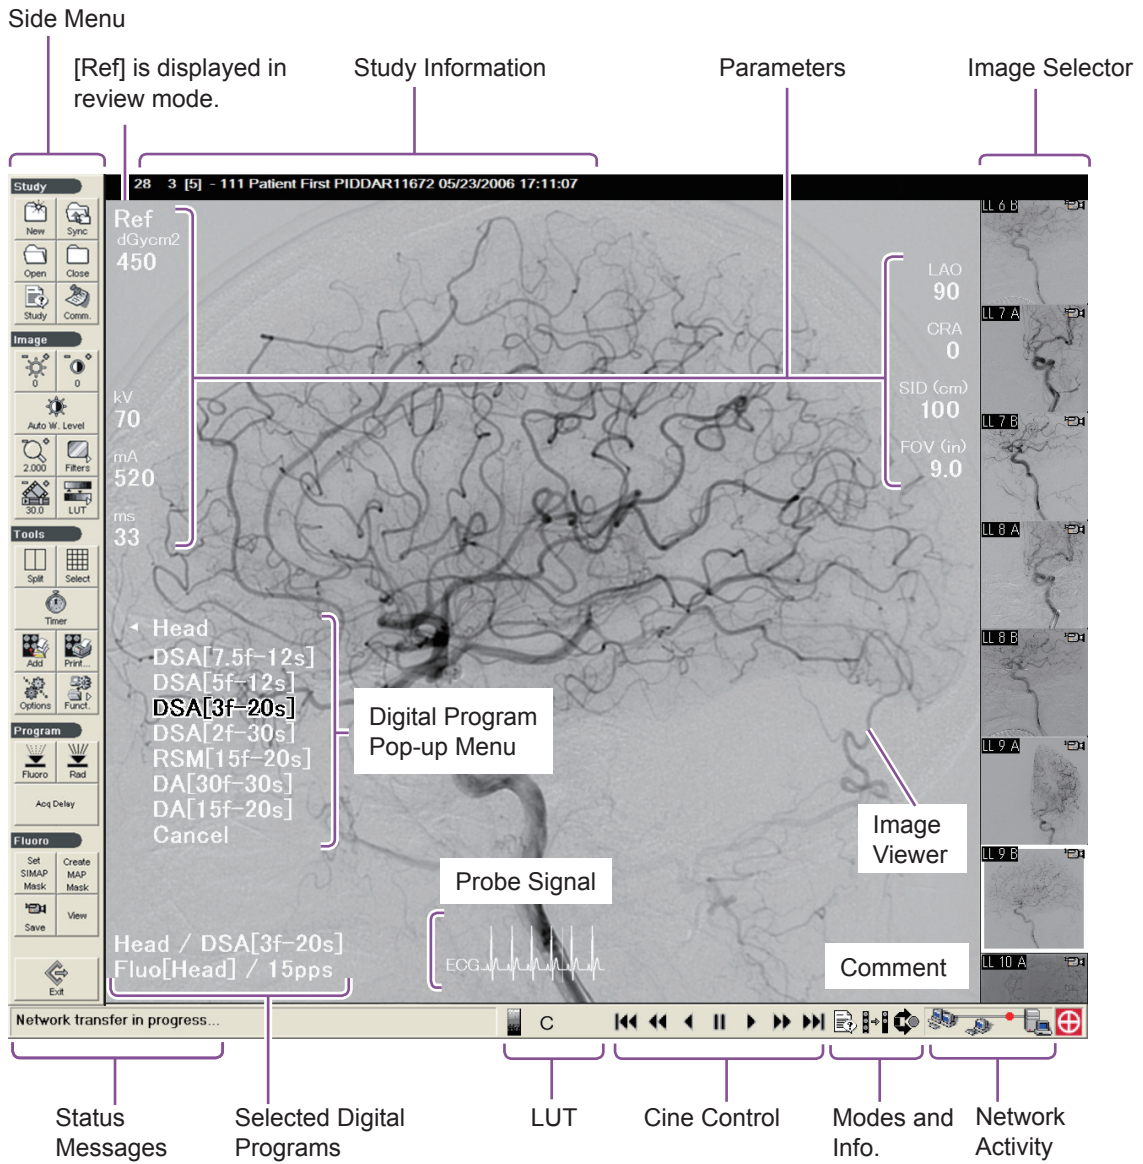 Side Menu
[Ref] is displayed in
review mode.
Study Information
Parameters
Image Selector
28 3 [5] - 111 Patient First PIDDAR11672 05/23/2006 17:11:07
Study
New Sync
Open Close
Study Comm.
Image
0 0
Auto W. Level
2.000 Filters
30.0 LUT
Tools
Split Select
Timer
Add Print...
Options Funct.
Program
Fluoro Rad
Acq Delay
Fluoro
Set Create
SIMAP MAP
Mask Mask
Save View
Exit
Ref
dGycm2
450
kV
70
mA
520
ms
33
LAO
90
CRA
0
SID (cm)
100
FOV (in)
9.0
Head
DSA[7.5f-12s]
DSA[5f-12s]
DSA[3f-20s]
DSA[2f-30s]
RSM[15f-20s]
DA[30f-30s]
DA[15f-20s]
Cancel
Digital Program
Pop-up Menu
Image
Viewer
Probe Signal
ECG
Comment
Head / DSA[3f-20s]
Fluo[Head] / 15pps
LL 6 B
LL 7 A
LL 7 B
LL 8 A
LL 8 B
LL 9 A
LL 9 B
LL 10 A
Network transfer in progress...
C
Status
Messages
Selected Digital
Programs
LUT
Cine Control
Modes and
Info.
Network
Activity